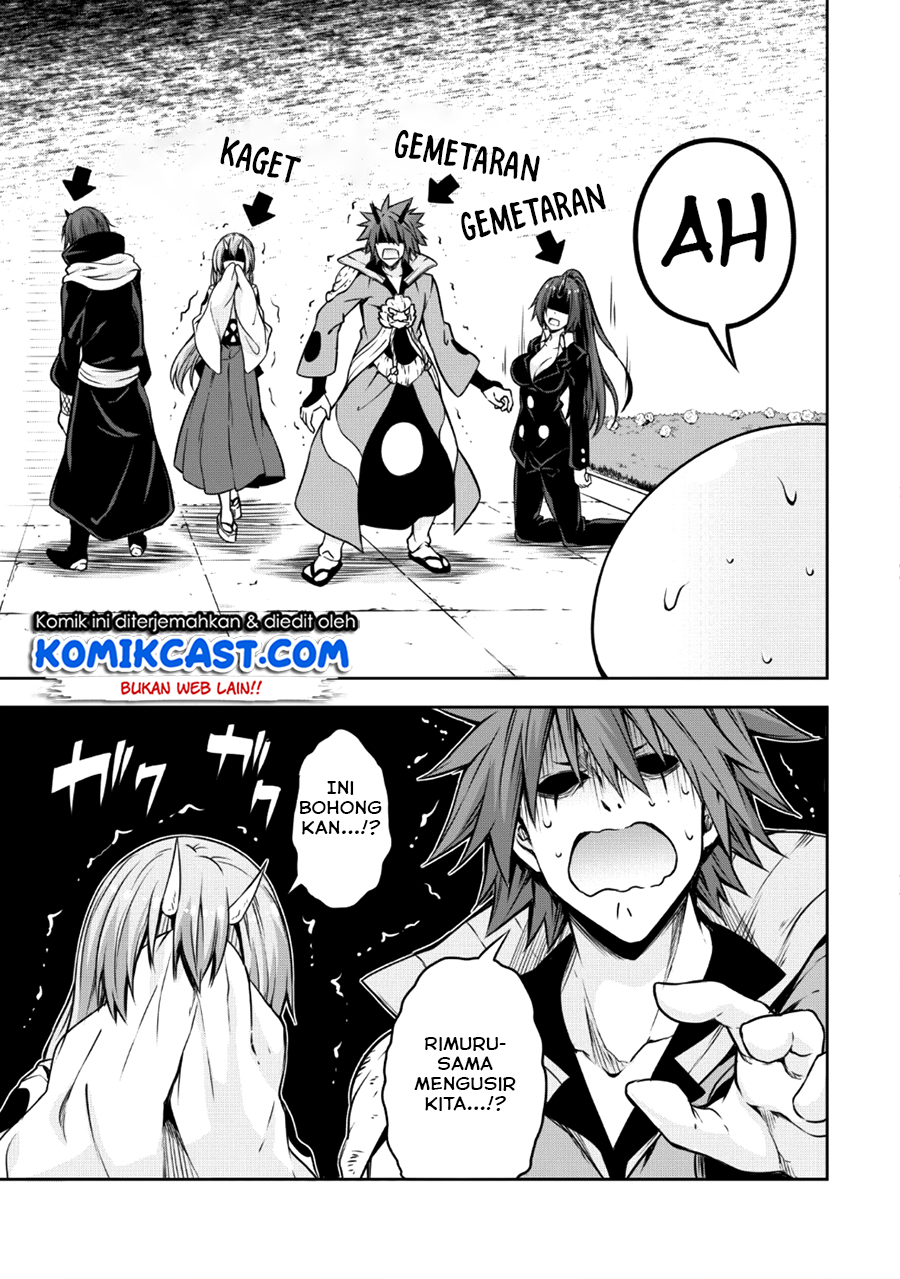 AH
GEMETARAN
GEMETARAN
KAGET
Komik ini diterjemahkan & diedit oleh
KOMIKCAST.COM
BUKAN WEB LAIN!!
RIMURU-
SAMA
MENGUSIR
KITA...!?
INI
BOHONG
KAN...!?
ガク
ガク